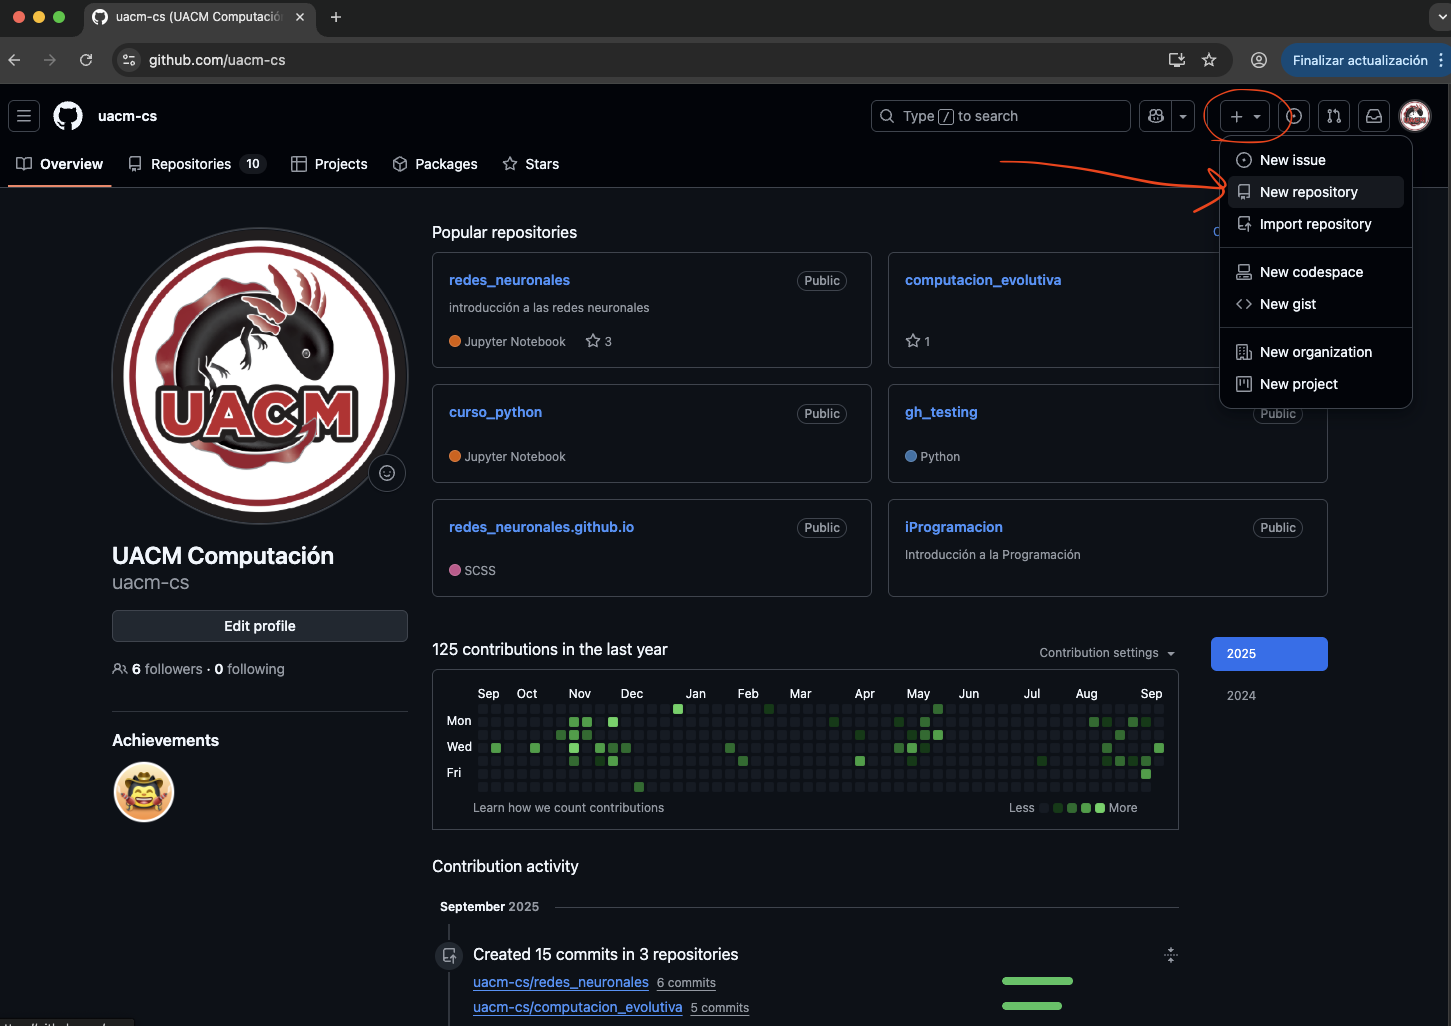 uacm-cs (UACM Computació
github.com/uacm-cs
Finalizar actualización
uacm-cs
Type / to search
Overview
Repositories 10
Projects
Packages
Stars
New issue
New repository
Import repository
New codespace
New gist
New organization
New project
UACM
UACM Computación
uacm-cs
Edit profile
6 followers · 0 following
Achievements
Popular repositories
redes_neuronales
Public
introducción a las redes neuronales
Jupyter Notebook
3
computacion_evolutiva
1
curso_python
Public
Jupyter Notebook
gh_testing
Public
Python
redes_neuronales.github.io
Public
SCSS
iProgramacion
Public
Introducción a la Programación
125 contributions in the last year
Contribution settings
2025
2024
Sep Oct Nov Dec Jan Feb Mar Apr May Jun Jul Aug Sep
Mon
Wed
Fri
Learn how we count contributions
Less
More
Contribution activity
September 2025
Created 15 commits in 3 repositories
uacm-cs/redes_neuronales 6 commits
uacm-cs/computacion_evolutiva 5 commits